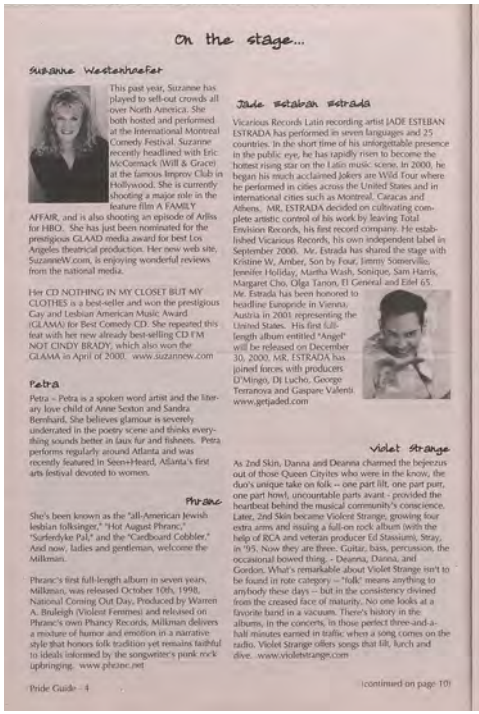 On the stage...
Suzanne Westenhoefer
This past year, Suzanne has
played to sell-out crowds all
over North America. She
both hosted and performed
at the International Montreal
Comedy Festival. Suzanne
recently headlined with Eric
McCormack (Will & Grace)
at the famous Improv Club in
Hollywood. She is currently
shooting a major role in the
feature film A FAMILY
AFFAIR, and is also shooting an episode of Arliss
for HBO. She has just been nominated for the
prestigious GLAAD media award for best Los
Angeles theatrical production. Her new web site,
SuzanneW.com, is enjoying wonderful reviews
from the national media.
Her CD NOTHING IN MY CLOSET BUT MY
CLOTHES is a best-seller and won the prestigious
Gay and Lesbian American Music Award
(GLAMA) for Best Comedy CD. She repeated this
feat with her new already best-selling CD I'M
NOT CINDY BRADY, which also won the
GLAMA in April of 2000. www.suzannew.com
Petra
Petra - Petra is a spoken word artist and the liter-
ary love child of Anne Sexton and Sandra
Bernhard. She believes glamour is severely
underrated in the poetry scene and thinks every-
thing sounds better in faux fur and fishnets. Petra
performs regularly around Atlanta and was
recently featured in Seen+Heard, Atlanta's first
arts festival devoted to women.
Phranc
She's been known as the "all-American Jewish
lesbian folksinger," "Hot August Phranc,"
"Surferdyke Pal," and the "Cardboard Cobbler."
And now, ladies and gentleman, welcome the
Milkman.
Phranc's first full-length album in seven years,
Milkman, was released October 10th, 1998,
National Coming Out Day. Produced by Warren
A. Bruleigh (Violent Femmes) and released on
Phranc's own Phancy Records, Milkman delivers
a mixture of humor and emotion in a narrative
style that honors folk tradition yet remains faithful
to ideals informed by the songwriter's punk rock
upbringing. www.phranc.net
Jade Estaban Estrada
Vicarious Records Latin recording artist JADE ESTEBAN
ESTRADA has performed in seven languages and 25
countries. In the short time of his unforgettable presence
in the public eye, he has rapidly risen to become the
hottest rising star on the Latin music scene. In 2000, he
began his much acclaimed Jokers are Wild Tour where
he performed in cities across the United States and in
international cities such as Montreal, Caracas and
Athens. MR. ESTRADA decided on cultivating com-
plete artistic control of his work by leaving Total
Envision Records, his first record company. He estab-
lished Vicarious Records, his own independent label in
September 2000. Mr. Estrada has shared the stage with
Kristine W, Amber, Son by Four, Jimmy Somerville,
Jennifer Holiday, Martha Wash, Sonique, Sam Harris,
Margaret Cho, Olga Tanon, El General and Eifel 65.
Mr. Estrada has been honored to
headline Europride in Vienna,
Austria in 2001 representing the
United States. His first full-
length album entitled "Angel"
will be released on December
30, 2000. MR. ESTRADA has
joined forces with producers
D'Mingo, DJ Lucho, George
Terranova and Gaspare Valenti.
www.getjaded.com
Violet Strange
As 2nd Skin, Danna and Deanna charmed the bejeezus
out of those Queen Cityites who were in the know, the
duo's unique take on folk -- one part lilt, one part purr,
one part howl, uncountable parts avant - provided the
heartbeat behind the musical community's conscience.
Later, 2nd Skin became Violet Strange, growing four
extra arms and issuing a full-on rock album (with the
help of RCA and veteran producer Ed Stasiumi), Stray,
in '95. Now they are three. Guitar, bass, percussion, the
occasional bowed thing. - Deanna, Danna, and
Gordon. What's remarkable about Violet Strange isn't to
be found in rote category -- "folk" means anything to
anybody these days -- but in the consistency divined
from the creased face of maturity. No one looks at a
favorite band in a vacuum. There's history in the
albums, in the concerts, in those perfect three-and-a-
half minutes earned in traffic when a song comes on the
radio. Violet Strange offers songs that lilt, lurch and
dive. www.violetstrange.com
Pride Guide - 4
(continued on page 10)